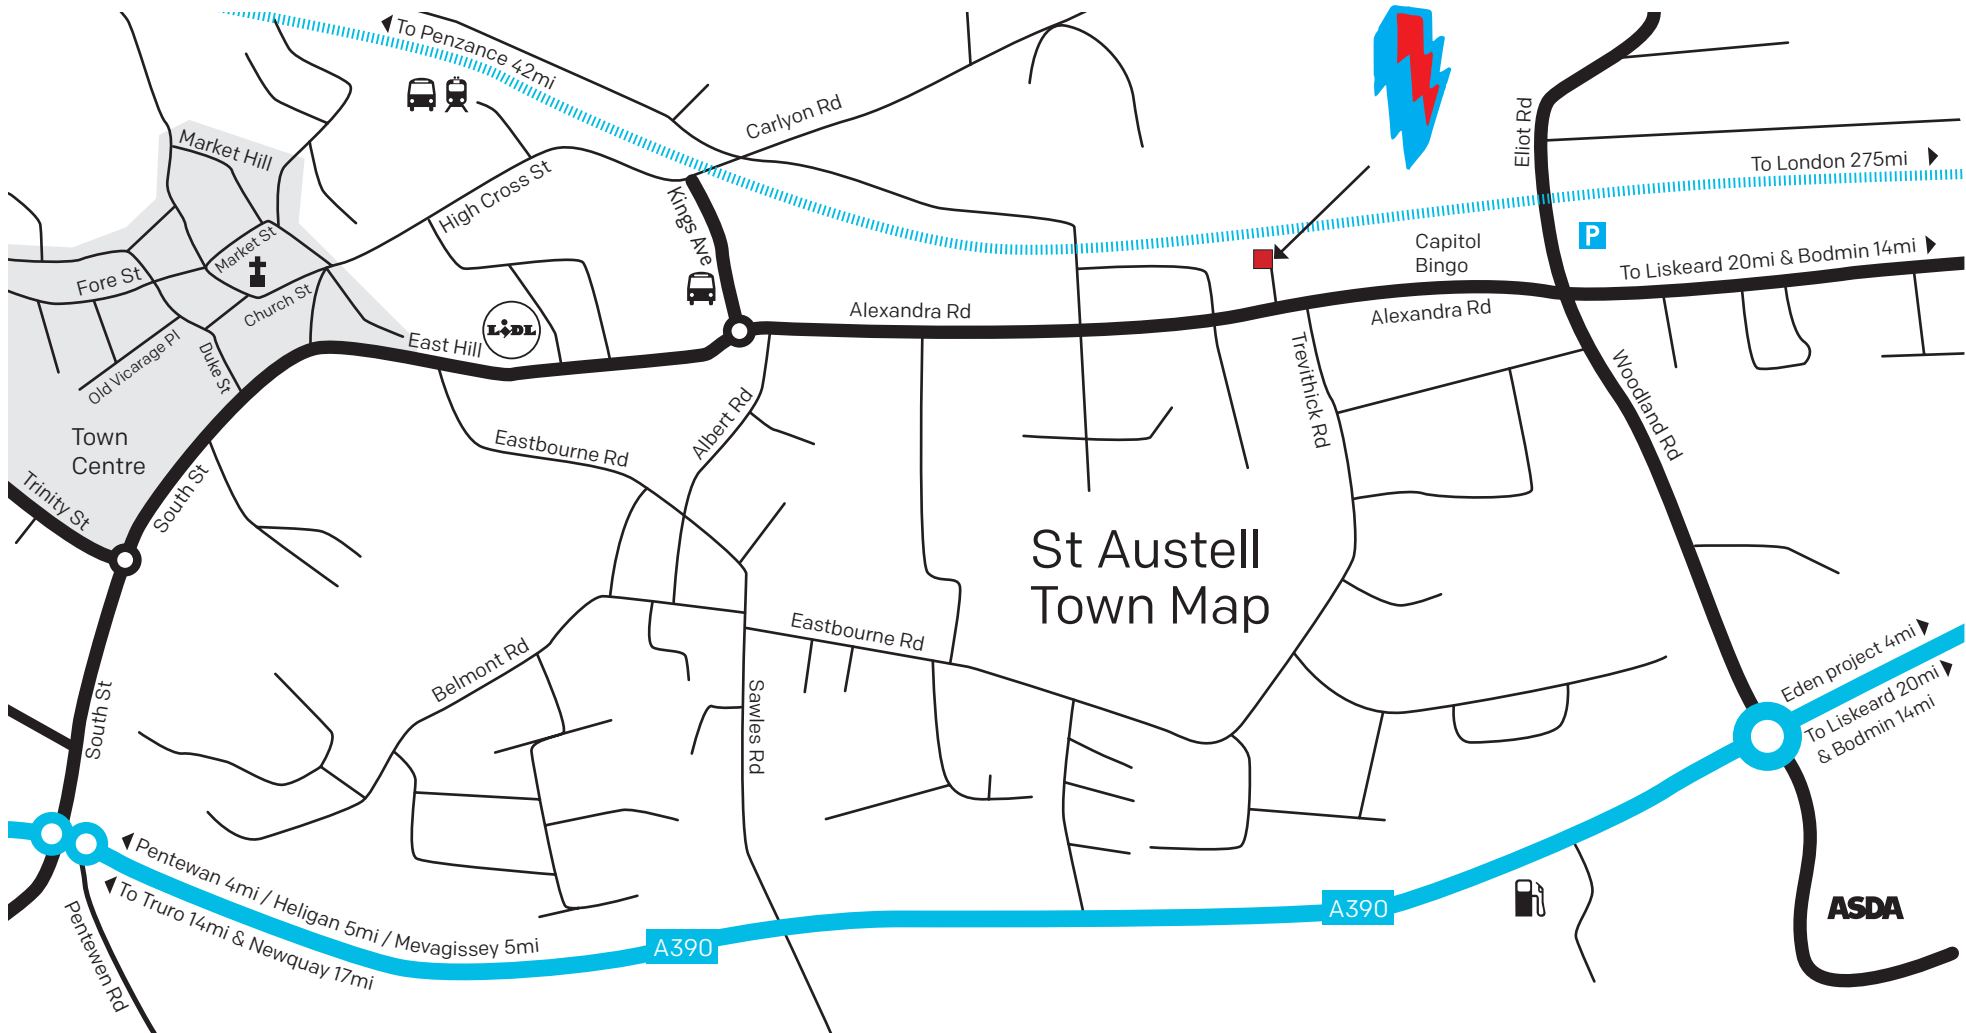 To Penzance 42mi
Carlyon Rd
Eliot Rd
To London 275mi
Market Hill
High Cross St
Kings Ave
P
Market St
Capitol
Bingo
To Liskeard 20mi & Bodmin 14mi
Fore St
Church St
Alexandra Rd
Alexandra Rd
LiDL
East Hill
Old Vicarage Pl
Duke St
Trevithick Rd
Woodland Rd
Albert Rd
Town
Centre
Eastbourne Rd
Trinity St
South St
St Austell
Town Map
Eastbourne Rd
Belmont Rd
Eden project 4mi
To Liskeard 20mi
& Bodmin 14mi
South St
Sawles Rd
Pentewan 4mi / Heligan 5mi / Mevagissey 5mi
To Truro 14mi & Newquay 17mi
Pentewen Rd
A390
A390
ASDA